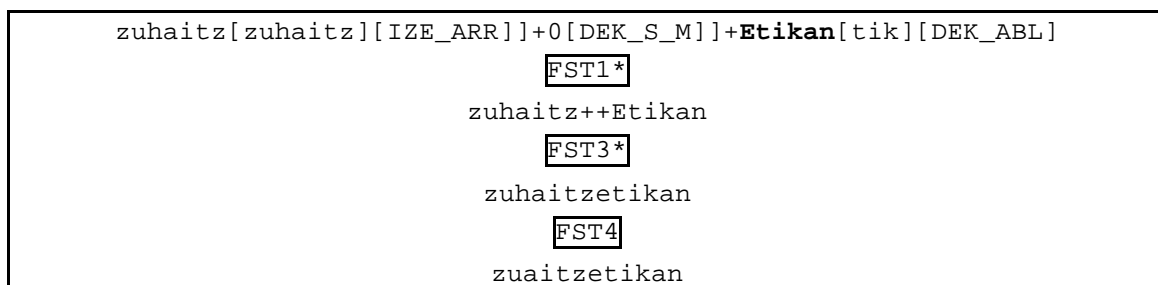 zuhaitz[zuhaitz][IZE_ARR]]+0[DEK_S_M]]+Etikan[tik][DEK_ABL]
FST1*
zuhaitz++Etikan
FST3*
zuhaitzetikan
FST4
zuaitzetikan